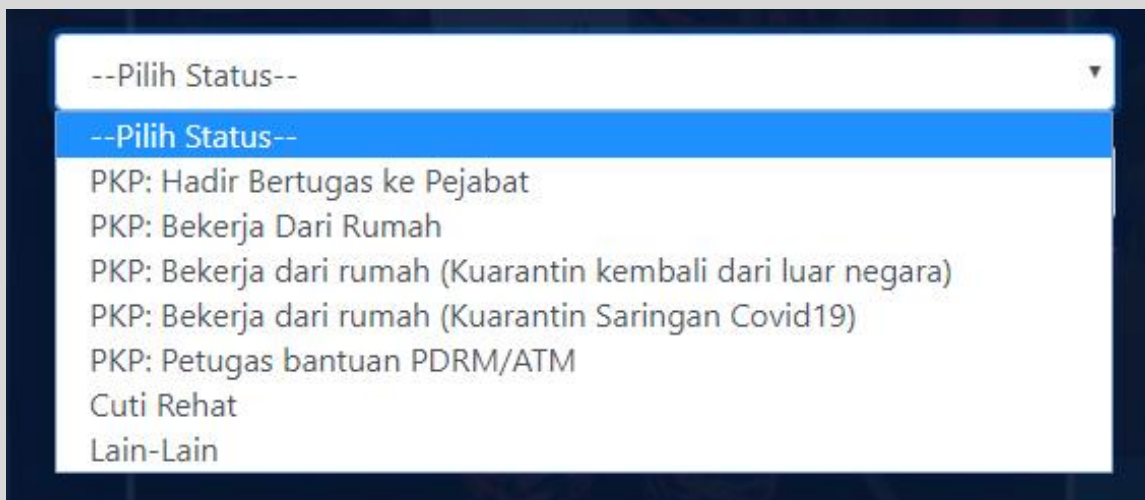 --Pilih Status--
--Pilih Status--
PKP: Hadir Bertugas ke Pejabat
PKP: Bekerja Dari Rumah
PKP: Bekerja dari rumah (Kuarantin kembali dari luar negara)
PKP: Bekerja dari rumah (Kuarantin Saringan Covid19)
PKP: Petugas bantuan PDRM/ATM
Cuti Rehat
Lain-Lain